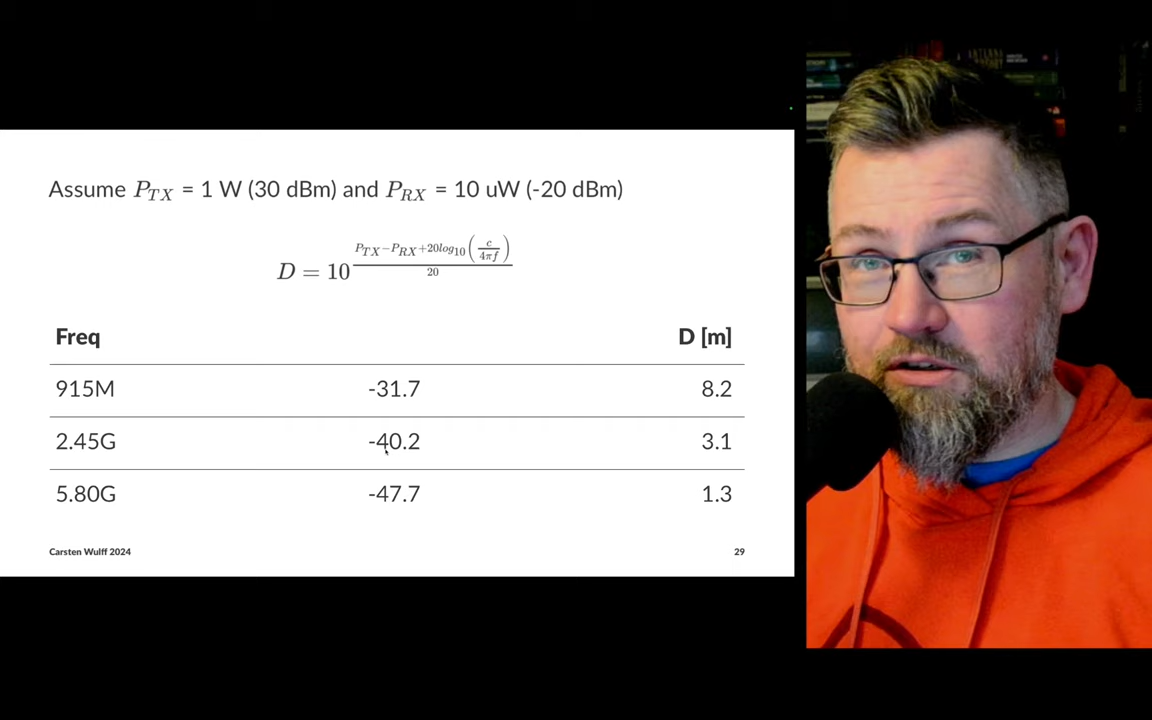 Assume P_TX = 1 W (30 dBm) and P_RX = 10 uW (-20 dBm)
D = 10^((P_TX−P_RX+20log_10(c/4πf))/20)
Freq D [m]
915M -31.7 8.2
2.45G -40.2 3.1
5.80G -47.7 1.3
Carsten Wulff 2024 29